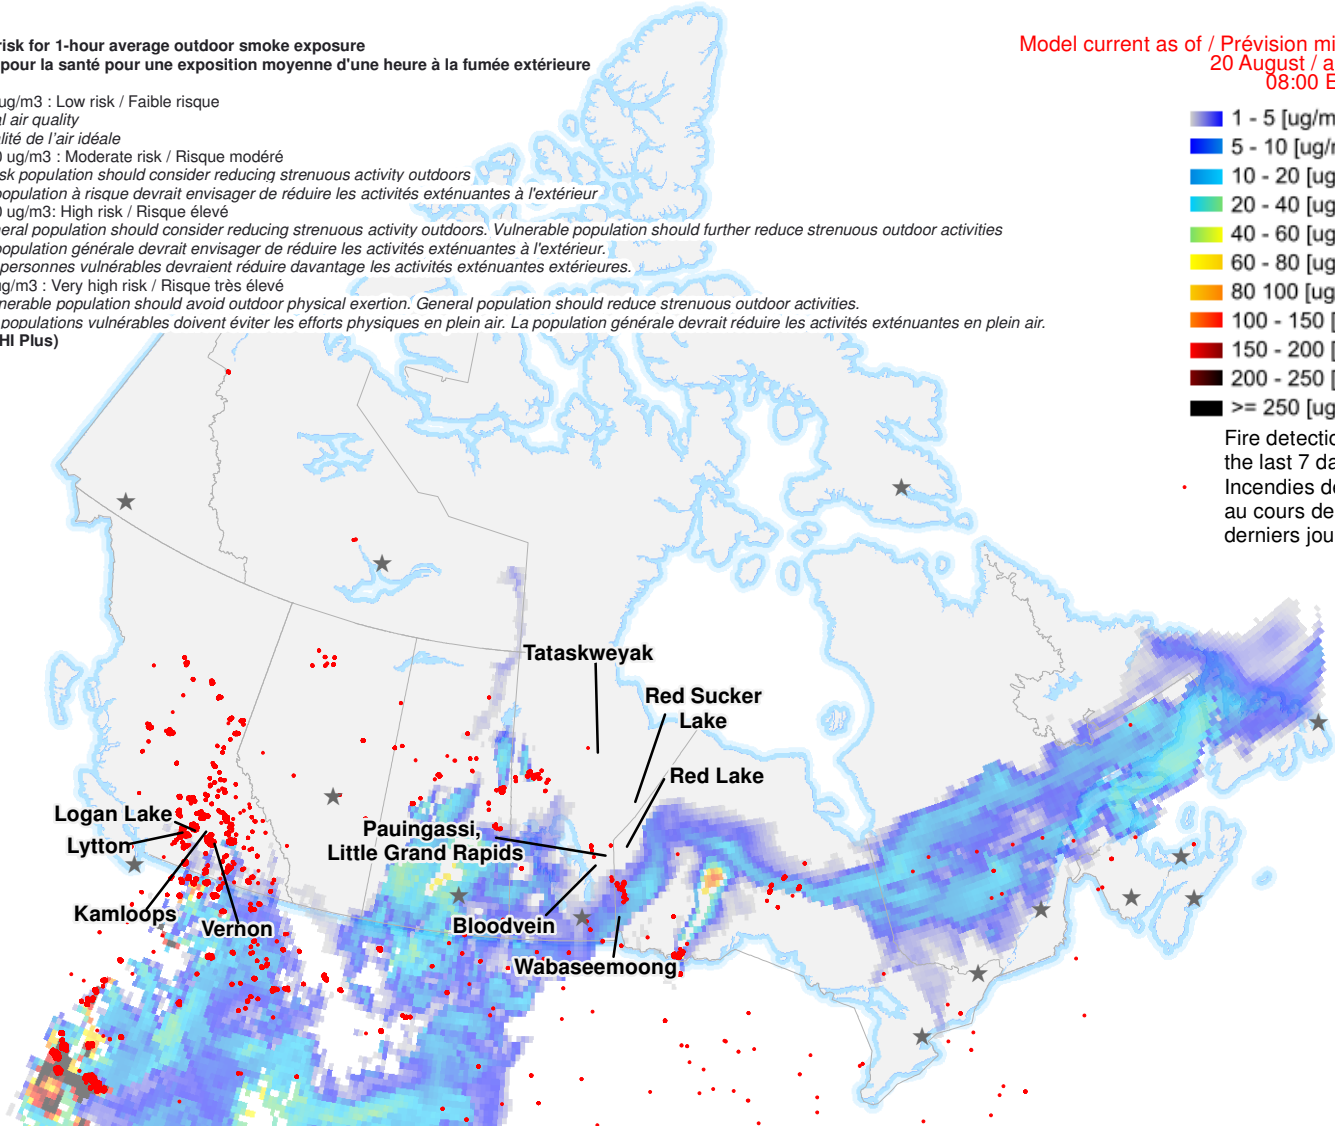 risk for 1-hour average outdoor smoke exposure
pour la santé pour une exposition moyenne d'une heure à la fumée extérieure
ug/m3 : Low risk / Faible risque
air quality
de l'air idéale
ug/m3 : Moderate risk / Risque modéré
population should consider reducing strenuous activity outdoors
population à risque devrait envisager de réduire les activités exténuantes à l'extérieur
ug/m3: High risk / Risque élevé
population should consider reducing strenuous activity outdoors. Vulnerable population should further reduce strenuous outdoor activities
population générale devrait envisager de réduire les activités exténuantes à l'extérieur.
personnes vulnérables devraient réduire davantage les activités exténuantes extérieures.
ug/m3 : Very high risk / Risque très élevé
population should avoid outdoor physical exertion. General population should reduce strenuous outdoor activities.
populations vulnérables doivent éviter les efforts physiques en plein air. La population générale devrait réduire les activités exténuantes en plein air.
HI Plus)
Model current as of / Prévision mi
20 August / a
08:00 E
1 - 5 [ug/m
5 - 10 [ug/
10 - 20 [ug
20 - 40 [ug
40 - 60 [ug
60 - 80 [ug
80 100 [ug
100 - 150 [
150 - 200 [
200 - 250 [
>= 250 [ug
Fire detectio
the last 7 da
Incendies de
au cours de
derniers jou
Tataskweyak
Red Sucker
Lake
Red Lake
Logan Lake
Lytton
Pauingassi,
Little Grand Rapids
Kamloops
Vernon
Bloodvein
Wabaseemoong